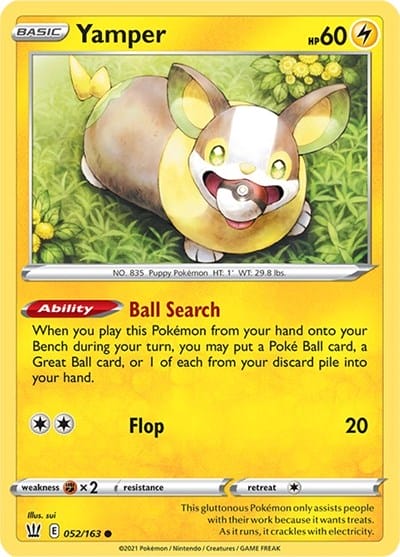 BASIC Yamper HP 60
NO. 835 Puppy Pokémon HT: 1' WT: 29.8 lbs.
Ability Ball Search
When you play this Pokémon from your hand onto your
Bench during your turn, you may put a Poké Ball card, a
Great Ball card, or 1 of each from your discard pile into
your hand.
Flop 20
weakness ×2 resistance retreat
Illus. sui
E 052/163
This gluttonous Pokémon only assists people
with their work because it wants treats.
As it runs, it crackles with electricity.
©2021 Pokémon / Nintendo / Creatures / GAME FREAK